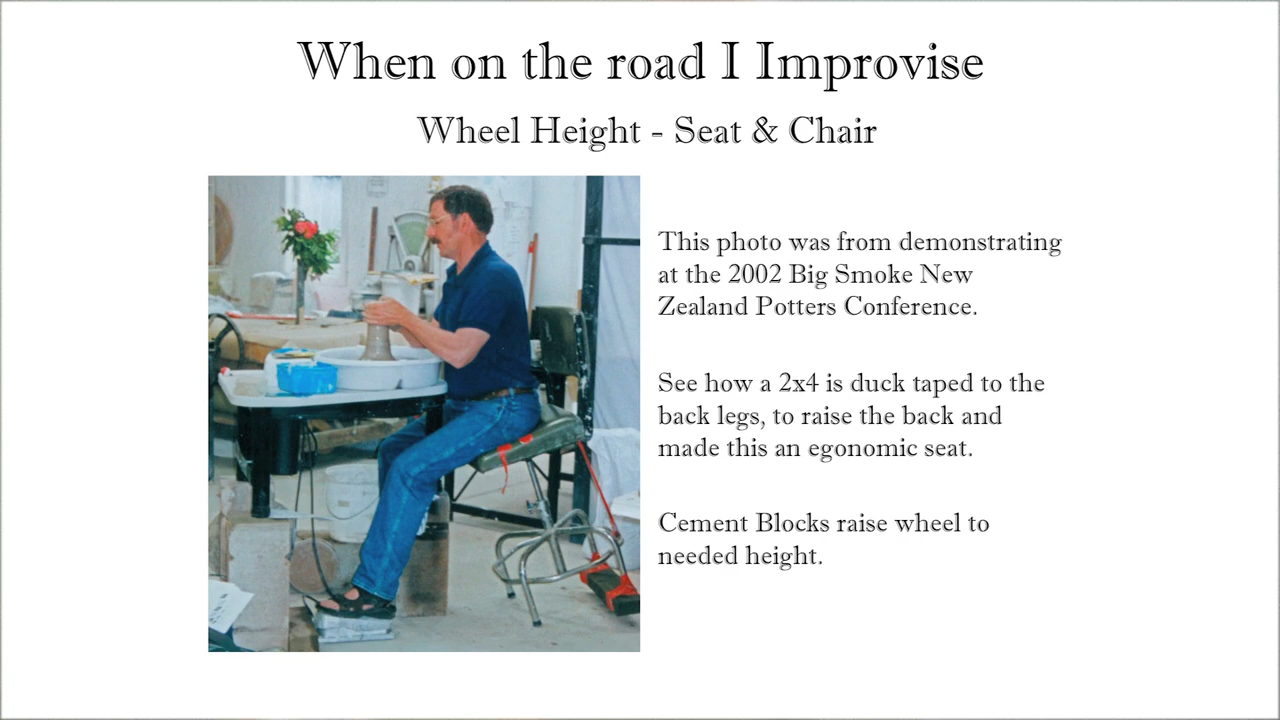 When on the road I Improvise
Wheel Height - Seat & Chair
This photo was from demonstrating
at the 2002 Big Smoke New
Zealand Potters Conference.
See how a 2x4 is duck taped to the
back legs, to raise the back and
made this an egonomic seat.
Cement Blocks raise wheel to
needed height.